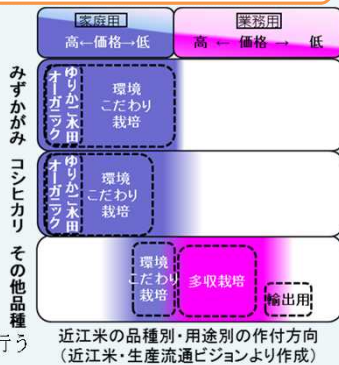 家庭用
業務用
高←価格→低
高 ← 価格 → 低
みずかがみ
オーガニック
ゆりかご水田
環境
こだわり
栽培
コシヒカリ
オーガニック
ゆりかご水田
環境
こだわり
栽培
その他品種
環境
こだわり
栽培
多収栽培
輸出用
行う
近江米の品種別・用途別の作付方向
(近江米・生産流通ビジョンより作成)